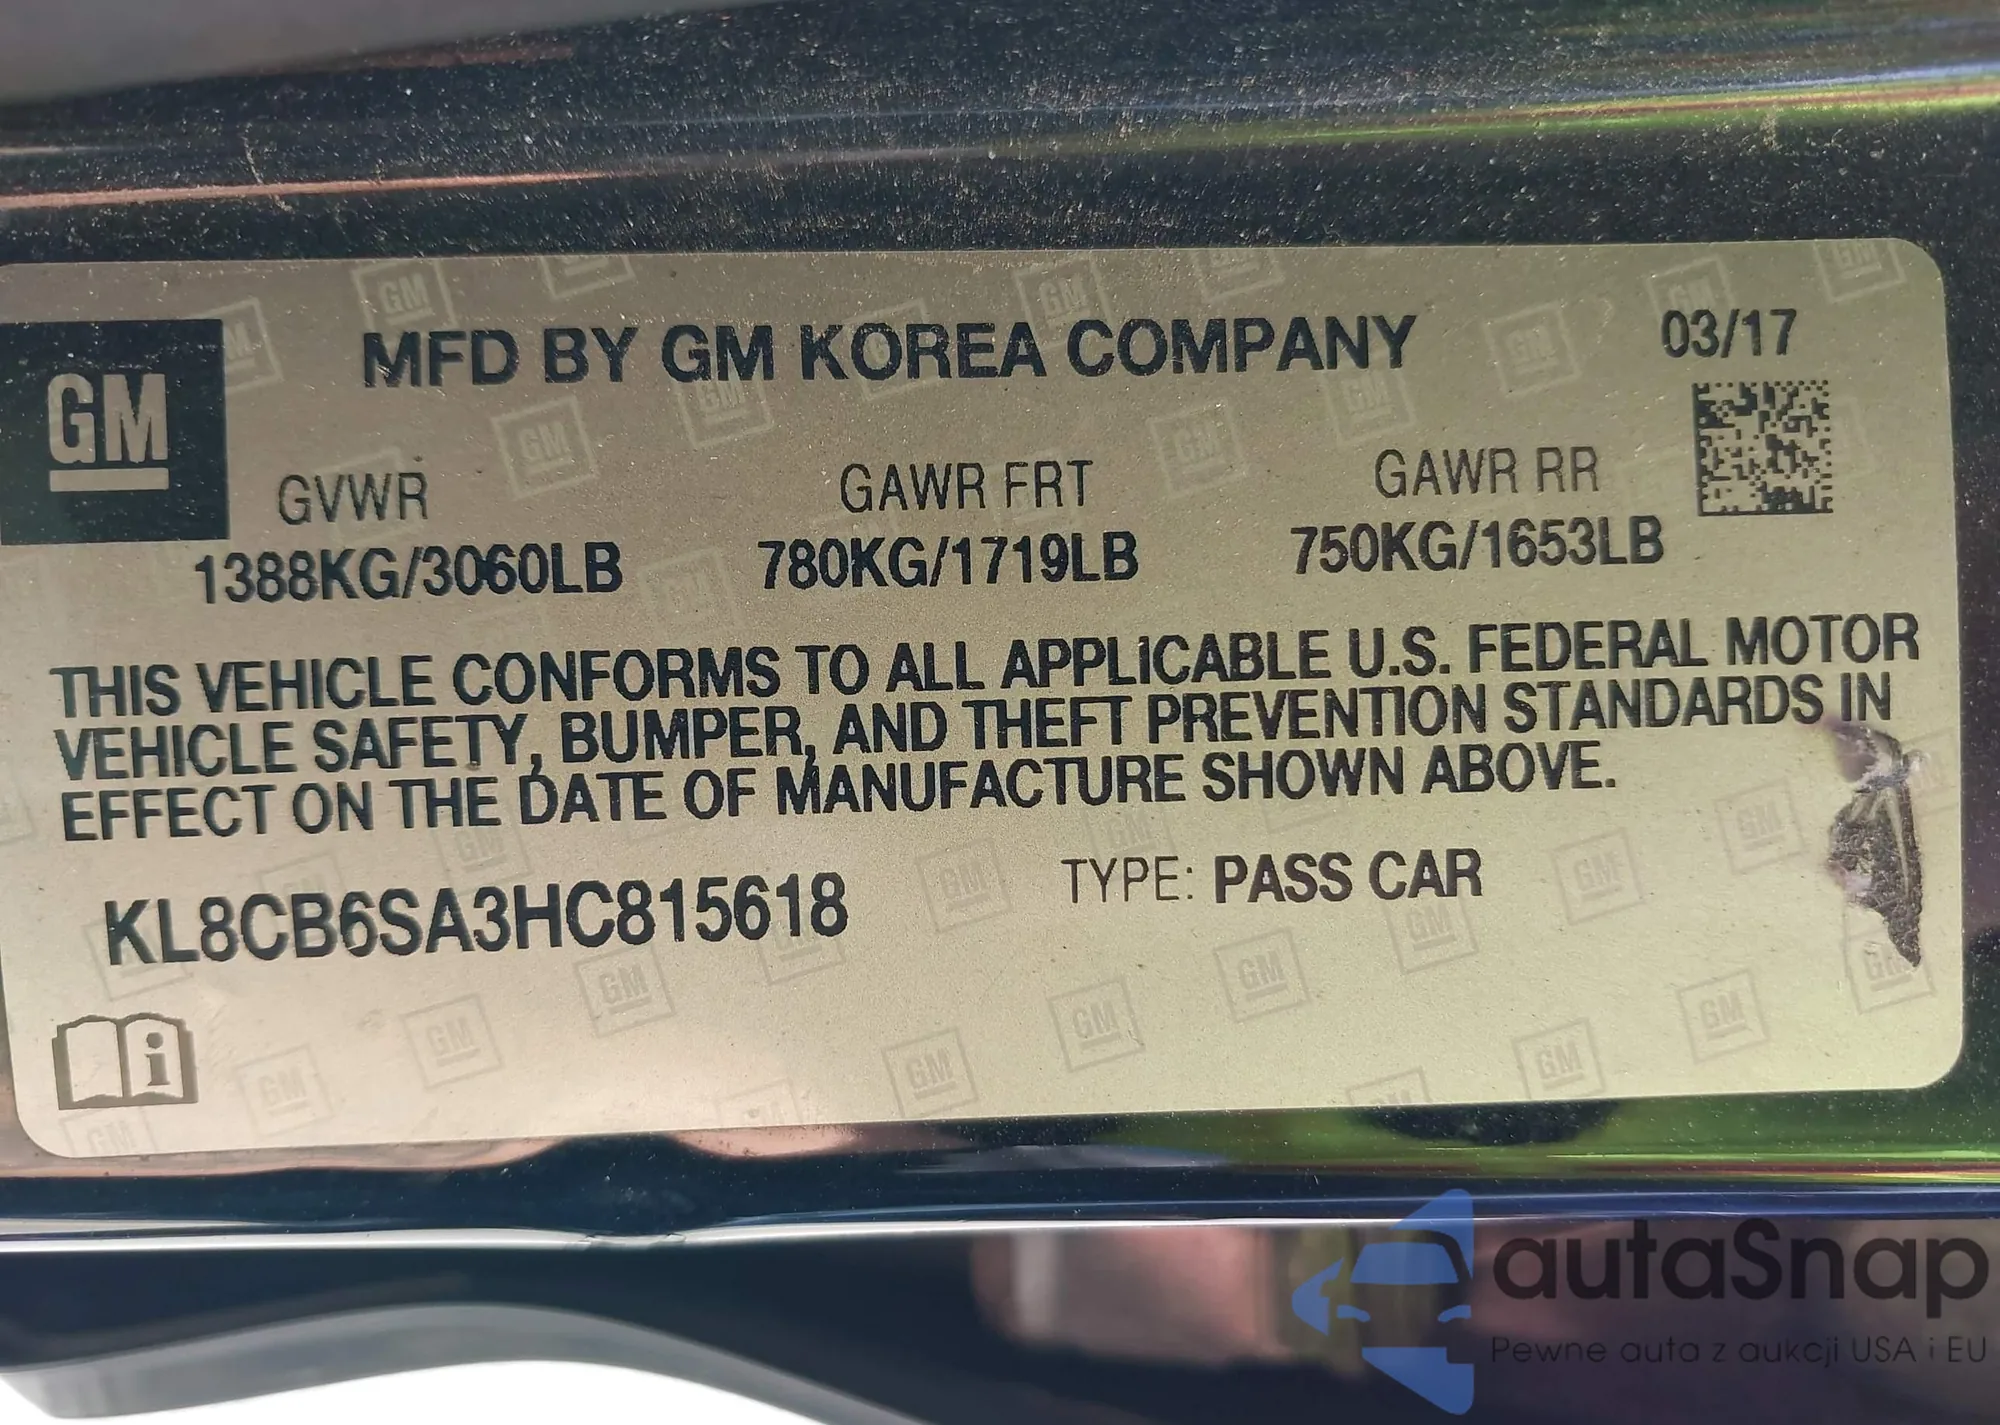 GM
MFD BY GM KOREA COMPANY
03/17
GVWR
GAWR FRT
GAWR RR
1388KG/3060LB
780KG/1719LB
750KG/1653LB
THIS VEHICLE CONFORMS TO ALL APPLICABLE U.S. FEDERAL MOTOR
VEHICLE SAFETY, BUMPER, AND THEFT PREVENTION STANDARDS IN
EFFECT ON THE DATE OF MANUFACTURE SHOWN ABOVE.
KL8CB6SA3HC815618
TYPE: PASS CAR
i
autaSnap
Pewne auta z aukcji USA i EU